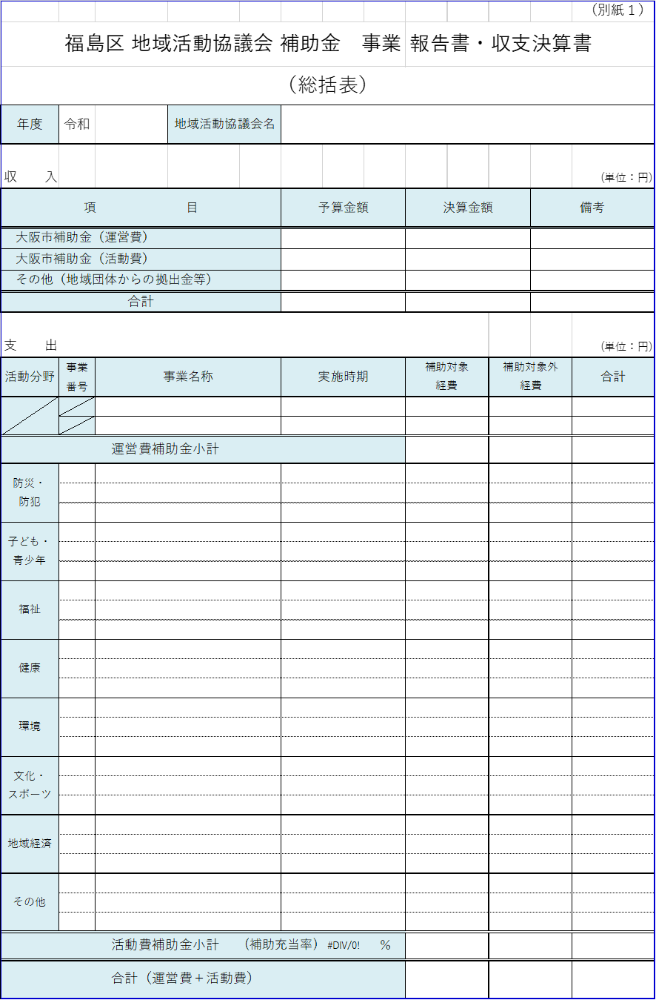 （別紙１）
福島区 地域活動協議会 補助金　事業 報告書・収支決算書
（総括表）
年度 令和 地域活動協議会名
収　　入 (単位：円)
項　　　　　　　目 予算金額 決算金額 備考
大阪市補助金（運営費）
大阪市補助金（活動費）
その他（地域団体からの拠出金等）
合計
支　　出 (単位：円)
活動分野 事業番号 事業名称 実施時期 補助対象経費 補助対象外経費 合計
運営費補助金小計
防災・
防犯
子ども・
青少年
福祉
健康
環境
文化・
スポーツ
地域経済
その他
活動費補助金小計　（補助充当率）#DIV/0!　％
合計（運営費＋活動費）